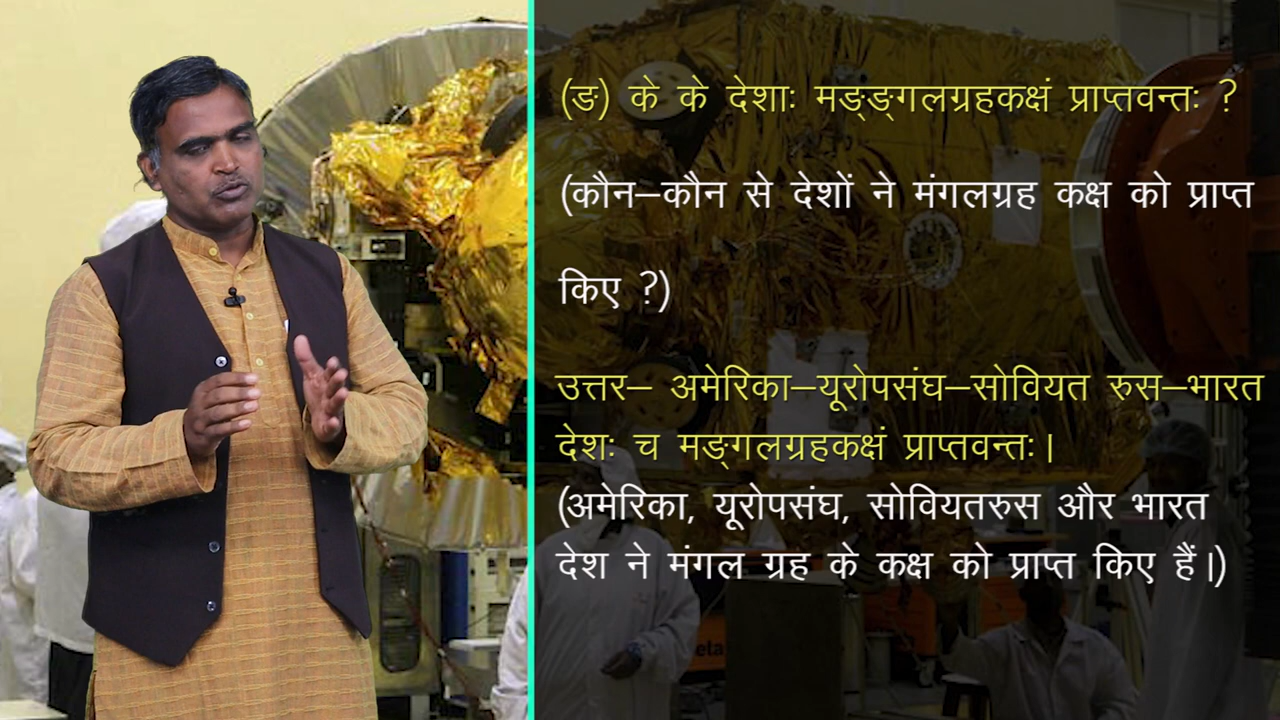 (ङ) के के देशाः मङ्ङ्गलग्रहकक्षं प्राप्तवन्तः ?
(कौन–कौन से देशों ने मंगलग्रह कक्ष को प्राप्त
किए ?)
उत्तर– अमेरिका–यूरोपसंघ–सोवियत रुस–भारत
देशः च मङ्गलग्रहकक्षं प्राप्तवन्तः।
(अमेरिका, यूरोपसंघ, सोवियतरुस और भारत
देश ने मंगल ग्रह के कक्ष को प्राप्त किए हैं।)